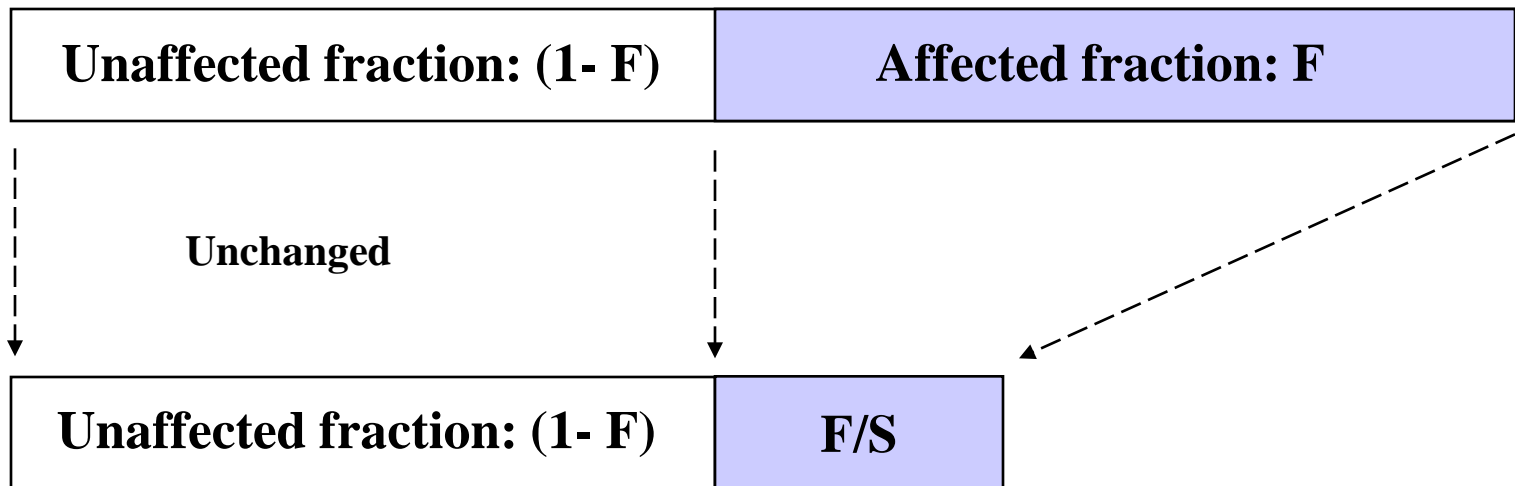 Unaffected fraction: (1- F)
Affected fraction: F
Unchanged
Unaffected fraction: (1- F)
F/S